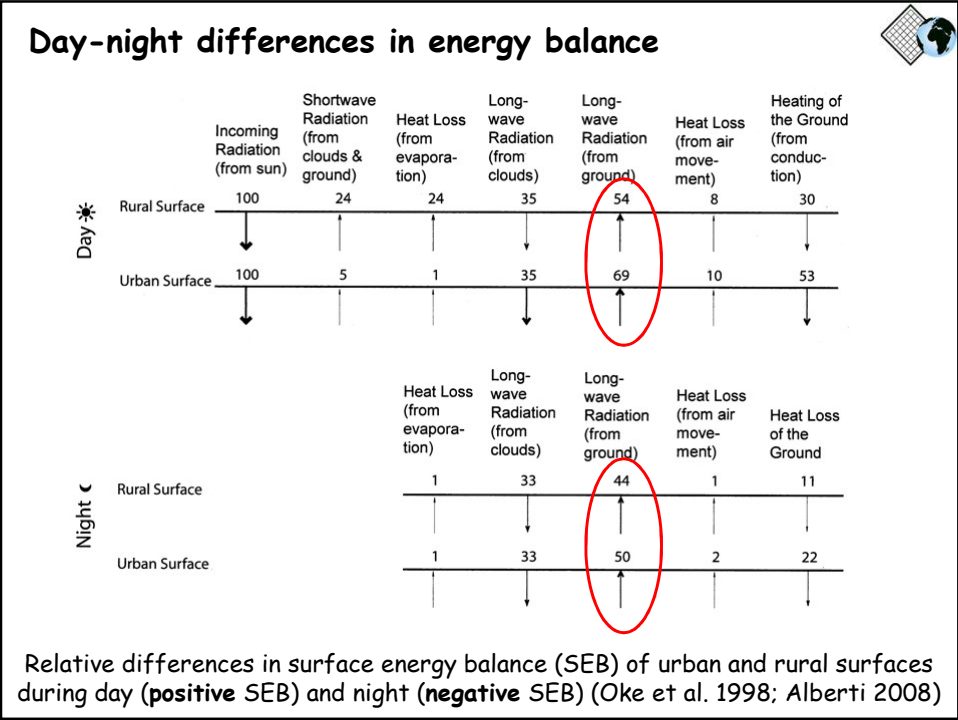 Day-night differences in energy balance
Incoming
Radiation
(from sun)
Shortwave
Radiation
(from
clouds &
ground)
Heat Loss
(from
evapora-
tion)
Long-
wave
Radiation
(from
clouds)
Long-
wave
Radiation
(from
ground)
Heat Loss
(from air
move-
ment)
Heating of
the Ground
(from
conduc-
tion)
Day
Rural Surface 100 24 24 35 54 8 30
Urban Surface 100 5 1 35 69 10 53
Heat Loss
(from
evapora-
tion)
Long-
wave
Radiation
(from
clouds)
Long-
wave
Radiation
(from
ground)
Heat Loss
(from air
move-
ment)
Heat Loss
of the
Ground
Night
Rural Surface 1 33 44 1 11
Urban Surface 1 33 50 2 22
Relative differences in surface energy balance (SEB) of urban and rural surfaces
during day (positive SEB) and night (negative SEB) (Oke et al. 1998; Alberti 2008)